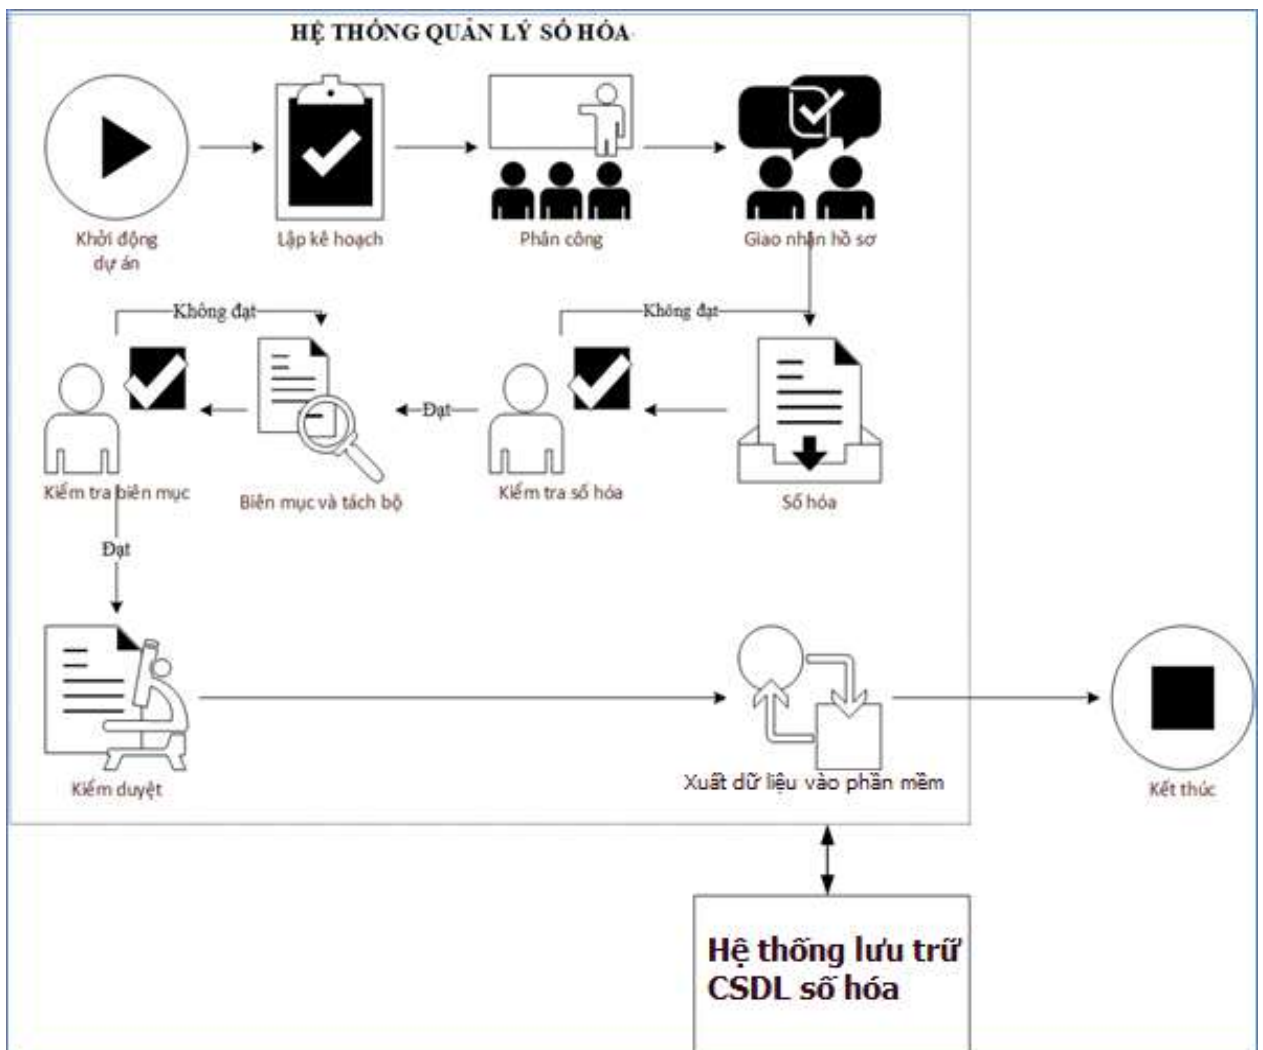 HỆ THỐNG QUẢN LÝ SỐ HÓA
Khởi động
dự án
Lập kê hoạch
Phân công
Giao nhận hồ sơ
Không đạt
Không đạt
Đạt
Kiểm tra biên mục
Biên mục và tách bộ
Kiểm tra số hóa
Số hóa
Đạt
Kiểm duyệt
Xuất dữ liệu vào phần mềm
Kết thúc
Hệ thống lưu trữ
CSDL số hóa